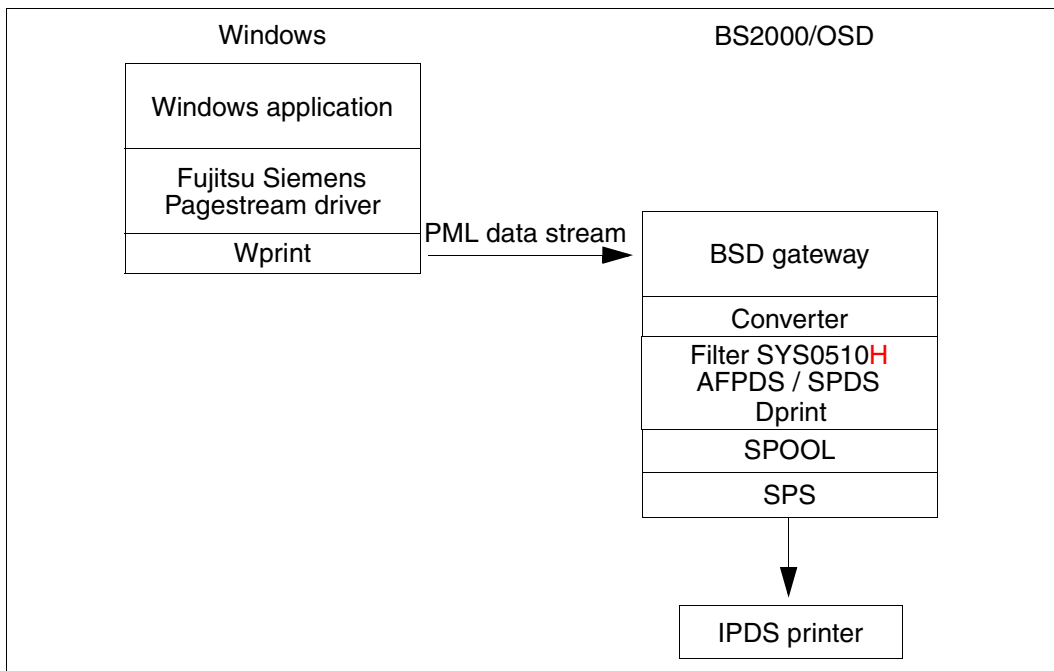 Windows
BS2000/OSD
Windows application
Fujitsu Siemens
Pagestream driver
Wprint
PML data stream
BSD gateway
Converter
Filter SYS0510H
AFPDS / SPDS
Dprint
SPOOL
SPS
IPDS printer